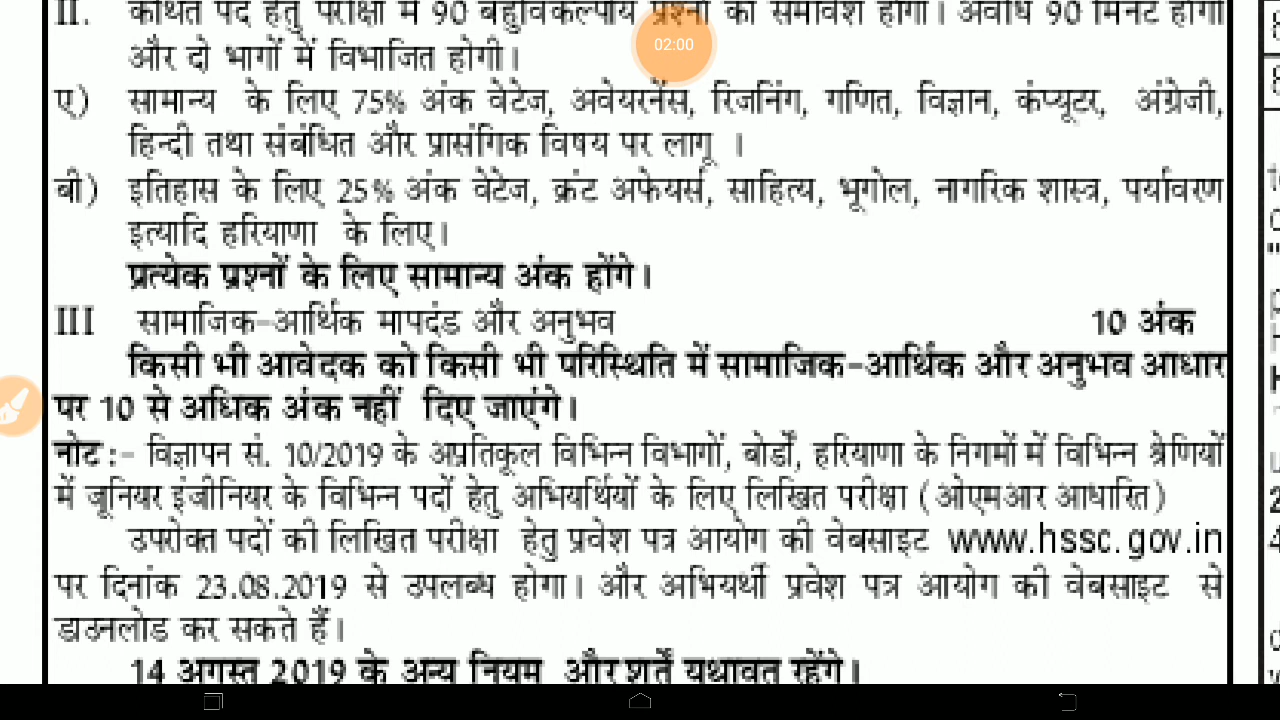 II. कथित पद हेतु परीक्षा में 90 बहुविकल्पीय प्रश्नों का समावेश होगा। अवधि 90 मिनट होगी
02:00
और दो भागों में विभाजित होगी।
ए) सामान्य के लिए 75% अंक वेटेज, अवेयरनेंस, रिजनिंग, गणित, विज्ञान, कंप्यूटर, अंग्रेजी,
हिन्दी तथा संबंधित और प्रासंगिक विषय पर लागू ।
बी) इतिहास के लिए 25% अंक वेटेज, क्रंट अफेयर्स, साहित्य, भूगोल, नागरिक शास्त्र, पर्यावरण
इत्यादि हरियाणा के लिए।
प्रत्येक प्रश्नों के लिए सामान्य अंक होंगे।
III सामाजिक-आर्थिक मापदंड और अनुभव 10 अंक
किसी भी आवेदक को किसी भी परिस्थिति में सामाजिक-आर्थिक और अनुभव आधार
पर 10 से अधिक अंक नहीं दिए जाएंगे।
नोट :- विज्ञापन सं. 10/2019 के अप्रतिकूल विभिन्न विभागों, बोर्डों, हरियाणा के निगमों में विभिन्न श्रेणियों
में जूनियर इंजीनियर के विभिन्न पदों हेतु अभियर्थियों के लिए लिखित परीक्षा (ओएमआर आधारित)
उपरोक्त पदों की लिखित परीक्षा हेतु प्रवेश पत्र आयोग की वेबसाइट www.hssc.gov.in
पर दिनांक 23.08.2019 से उपलब्ध होगा। और अभियर्थी प्रवेश पत्र आयोग की वेबसाइट से
डाउनलोड कर सकते हैं।
14 अगस्त 2019 के अन्य नियम और शर्तें यथावत रहेंगे।